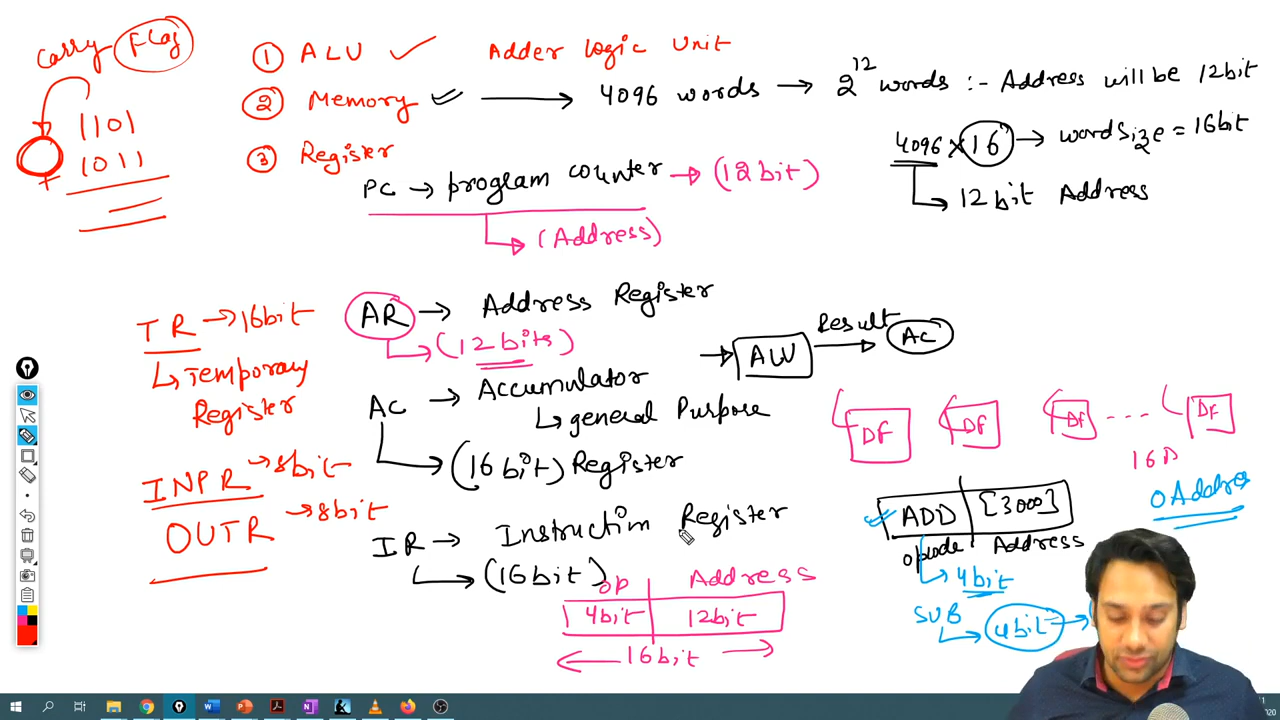 Carry Flag
1101
1011
+
① ALU Adder logic Unit
② Memory → 4096 words → 2^12 words :- Address will be 12bit
③ Register
4096 × 16 → wordsize = 16bit
12 bit Address
PC → program counter → (12bit)
(Address)
TR → 16bit
Temporary
Register
INPR → 8bit
OUTR → 8bit
AR → Address Register
(12 bits)
AC → Accumulator
general Purpose
(16 bit) Register
IR → Instruction Register
(16bit)
OP Address
4bit 12bit
16bit
ALU Result AC
DF DF DF ... DF
16 D
0 Addres
ADD [3000]
opcode Address
4bit
SUB 4bit
2020